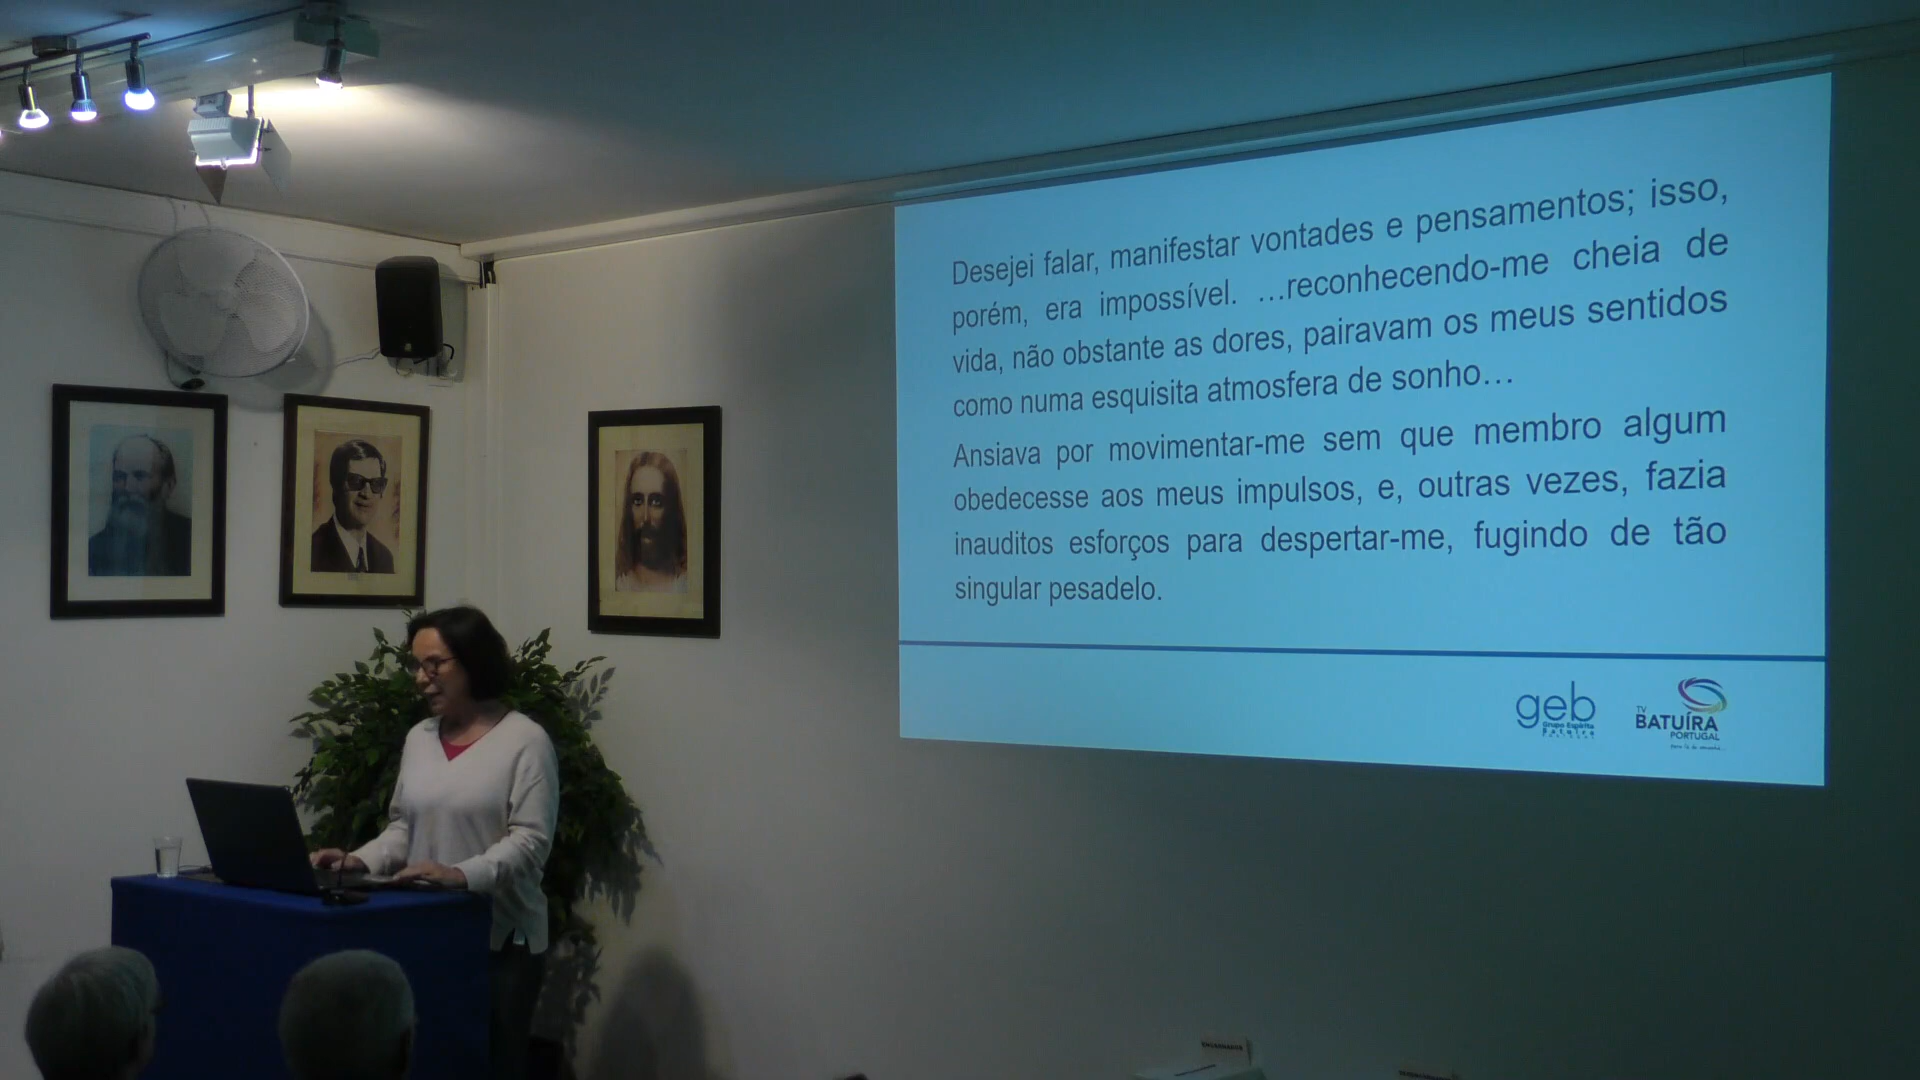 Desejei falar, manifestar vontades e pensamentos; isso,
porém, era impossível. …reconhecendo-me cheia de
vida, não obstante as dores, pairavam os meus sentidos
como numa esquisita atmosfera de sonho…
Ansiava por movimentar-me sem que membro algum
obedecesse aos meus impulsos, e, outras vezes, fazia
inauditos esforços para despertar-me, fugindo de tão
singular pesadelo.
geb
Grupo Espírita
Batuíra
TV
BATUÍRA
PORTUGAL